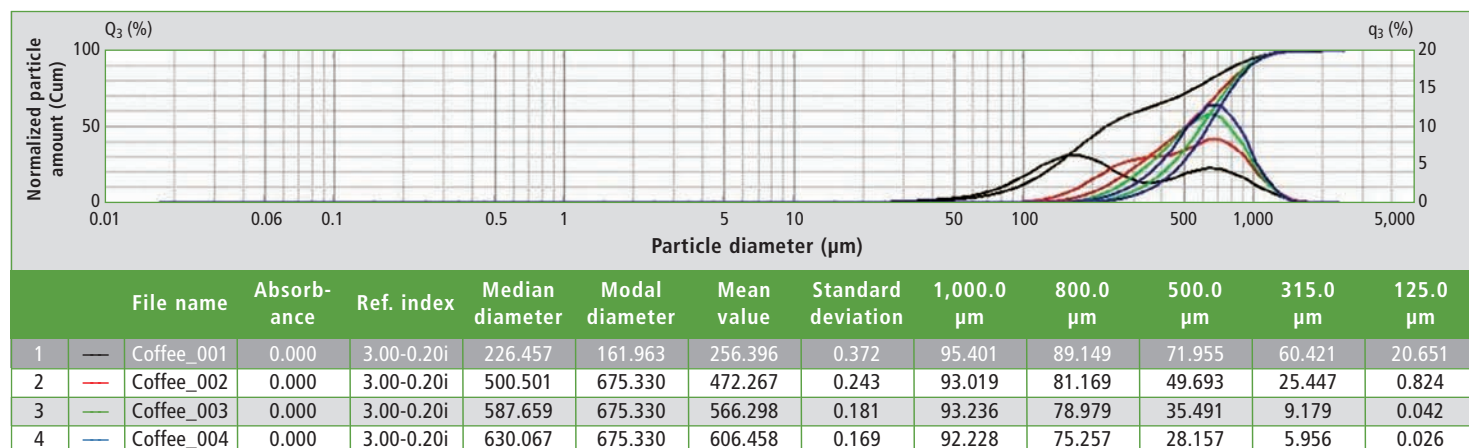 Q3 (%)
q3 (%)
Normalized particle
amount (Cum)
100
50
0
20
15
10
5
0
0.01 0.06 0.1 0.5 1 5 10 50 100 500 1,000 5,000
Particle diameter (µm)
File name Absorb-ance Ref. index Median diameter Modal diameter Mean value Standard deviation 1,000.0 µm 800.0 µm 500.0 µm 315.0 µm 125.0 µm
1 Coffee_001 0.000 3.00-0.20i 226.457 161.963 256.396 0.372 95.401 89.149 71.955 60.421 20.651
2 Coffee_002 0.000 3.00-0.20i 500.501 675.330 472.267 0.243 93.019 81.169 49.693 25.447 0.824
3 Coffee_003 0.000 3.00-0.20i 587.659 675.330 566.298 0.181 93.236 78.979 35.491 9.179 0.042
4 Coffee_004 0.000 3.00-0.20i 630.067 675.330 606.458 0.169 92.228 75.257 28.157 5.956 0.026